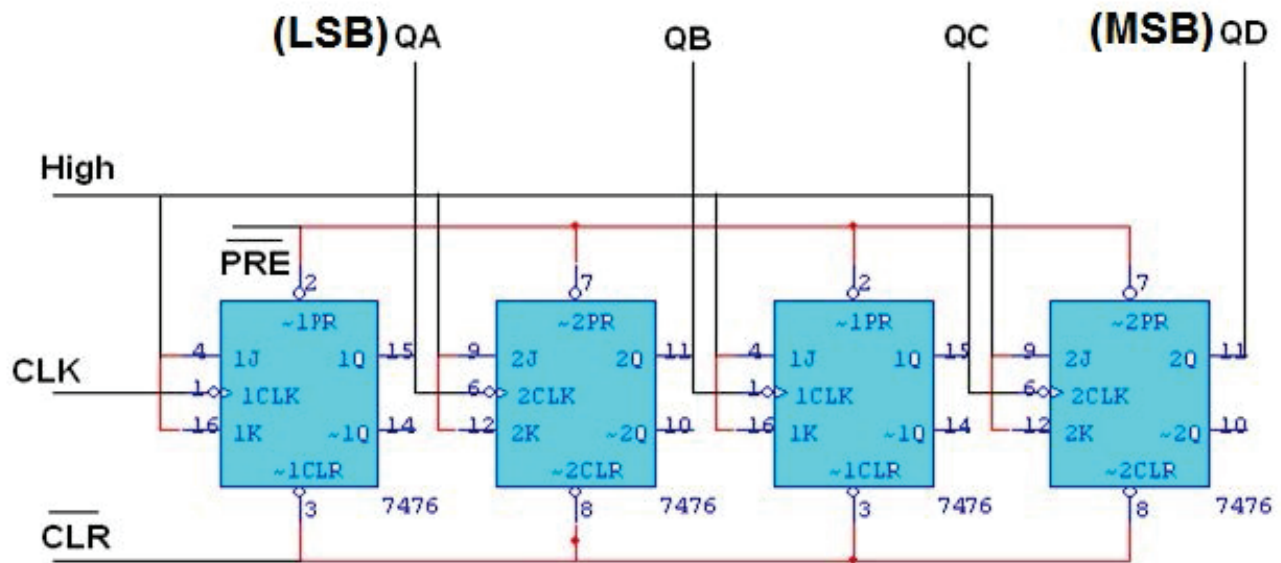 (LSB) QA QB QC (MSB) QD
High
PRE
2 7 2 7
~1PR ~2PR ~1PR ~2PR
4 1J 1Q 15 9 2J 2Q 11 4 1J 1Q 15 9 2J 2Q 11
CLK 1 1CLK 6 2CLK 1 1CLK 6 2CLK
16 1K ~1Q 14 12 2K ~2Q 10 16 1K ~1Q 14 12 2K ~2Q 10
~1CLR ~2CLR ~1CLR ~2CLR
CLR 3 7476 8 7476 3 7476 8 7476